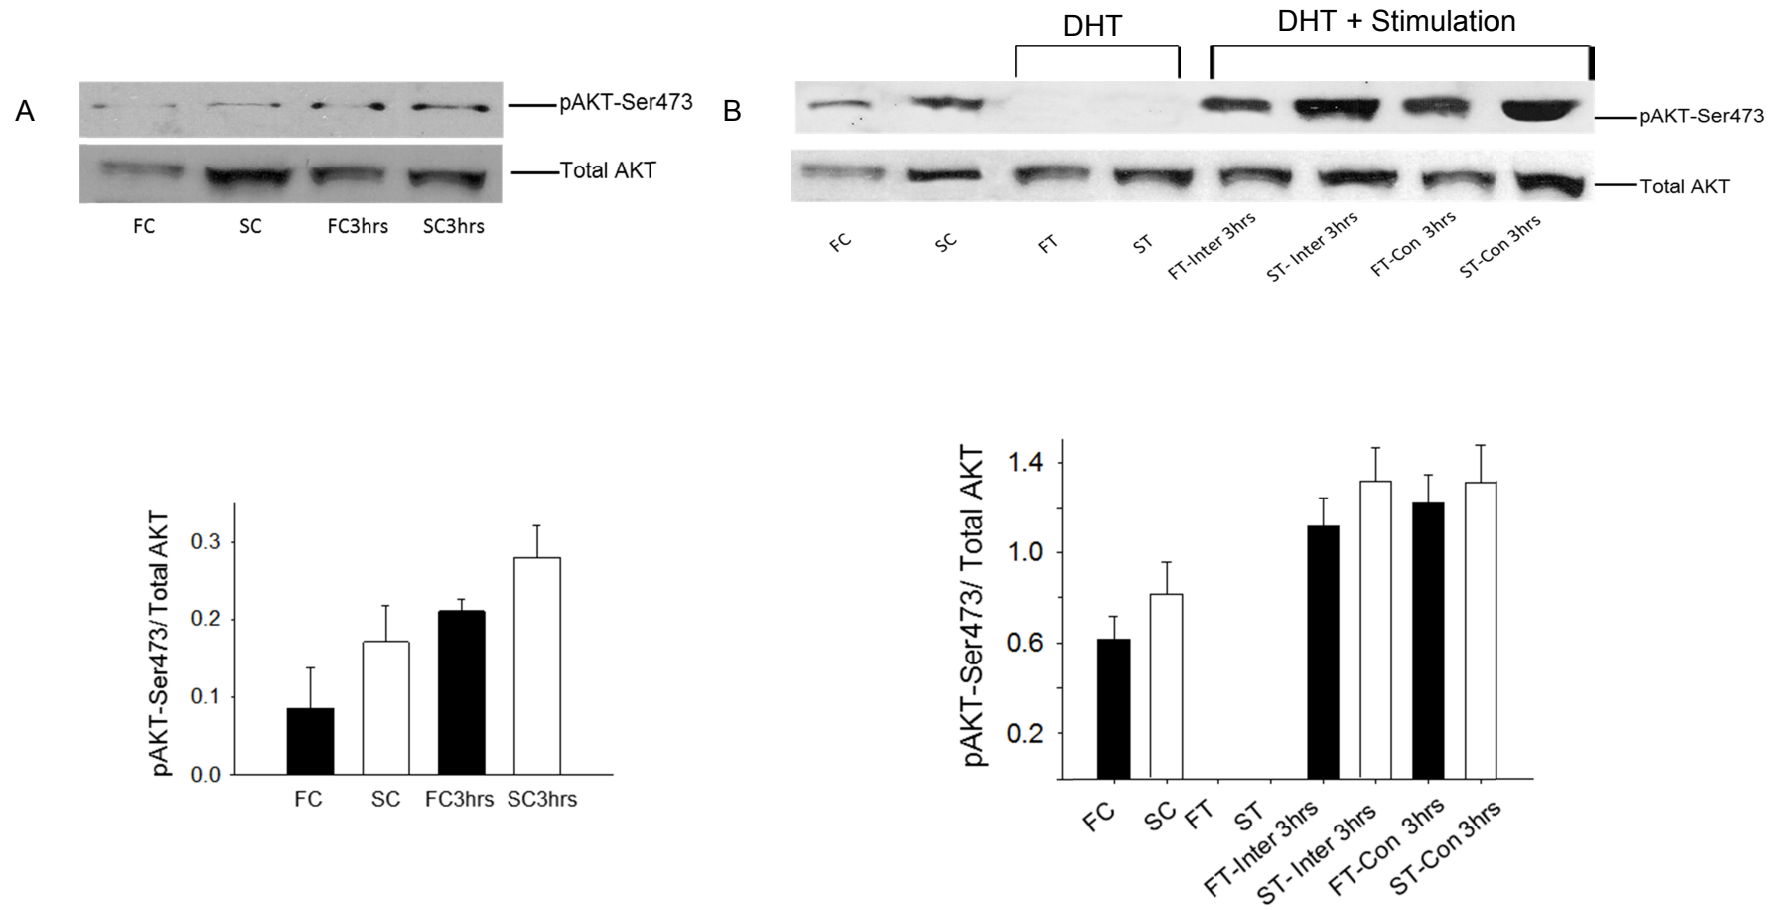 A
pAKT-Ser473
Total AKT
FC SC FC3hrs SC3hrs
pAKT-Ser473/ Total AKT
0.3
0.2
0.1
0.0
FC SC FC3hrs SC3hrs
B
DHT DHT + Stimulation
pAKT-Ser473
Total AKT
FC SC FT ST FT-Inter 3hrs ST- Inter 3hrs FT-Con 3hrs ST-Con 3hrs
pAKT-Ser473/ Total AKT
1.4
1.0
0.6
0.2
FC SC FT ST FT-Inter 3hrs ST- Inter 3hrs FT-Con 3hrs ST-Con 3hrs